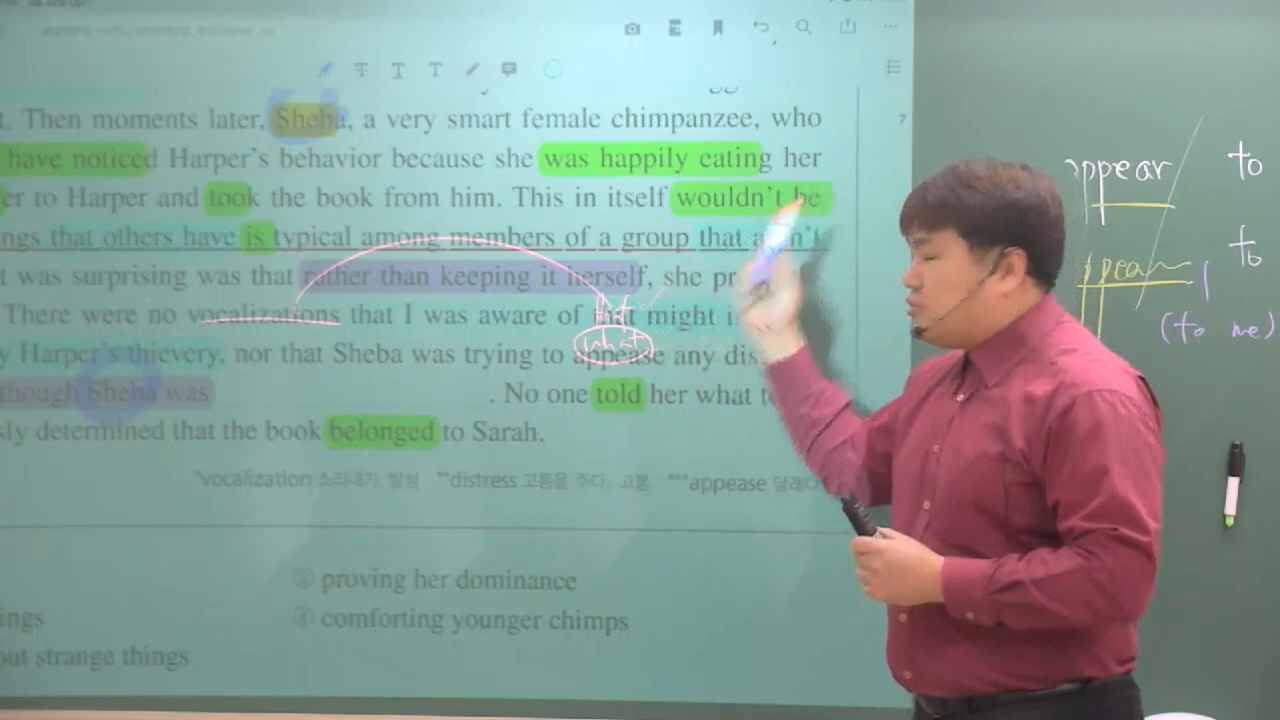 t. Then moments later, Sheba, a very smart female chimpanzee, who
have noticed Harper's behavior because she was happily eating her
er to Harper and took the book from him. This in itself wouldn't be
ngs that others have is typical among members of a group that aren't
t was surprising was that rather than keeping it herself, she pr
There were no vocalizations that I was aware of that might i
y Harper's thievery, nor that Sheba was trying to appease any dis
though Sheba was . No one told her what t
sly determined that the book belonged to Sarah.
*vocalization 소리내기, 발성 **distress 고통을 주다, 고통 ***appease 달래다
② proving her dominance
ings ④ comforting younger chimps
out strange things
7
that
what
appear to
ppear to
(to me)